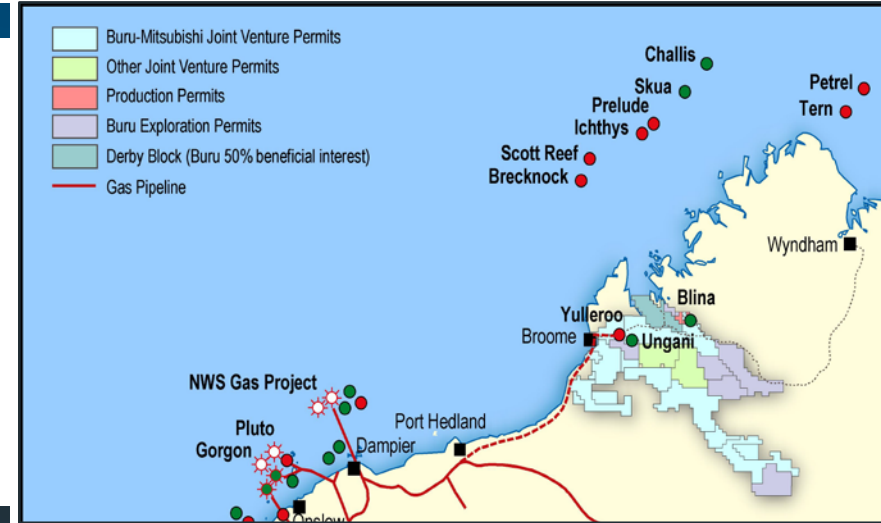 Buru-Mitsubishi Joint Venture Permits
Other Joint Venture Permits
Production Permits
Buru Exploration Permits
Derby Block (Buru 50% beneficial interest)
Gas Pipeline
Challis
Skua
Petrel
Prelude
Tern
Ichthys
Scott Reef
Brecknock
Wyndham
Blina
Yulleroo
Broome
Ungani
NWS Gas Project
Port Hedland
Pluto
Gorgon
Dampier
Onslow